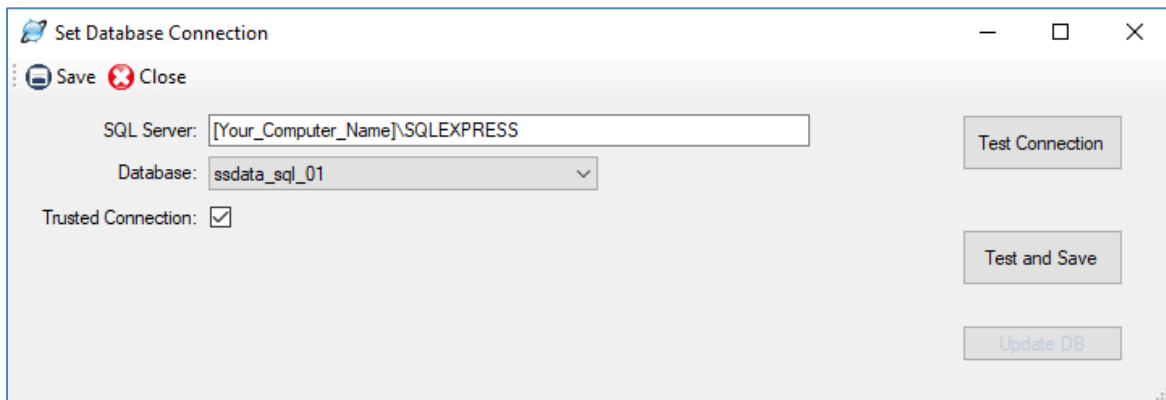 Set Database Connection
Save Close
SQL Server: [Your_Computer_Name]\SQLEXPRESS
Test Connection
Database: ssdata_sql_01
Trusted Connection:
Test and Save
Update DB